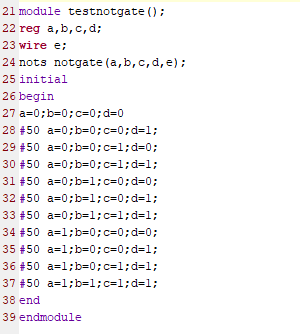 21 module testnotgate();
22 reg a,b,c,d;
23 wire e;
24 nots notgate(a,b,c,d,e);
25 initial
26 begin
27 a=0;b=0;c=0;d=0
28 #50 a=0;b=0;c=0;d=1;
29 #50 a=0;b=0;c=1;d=0;
30 #50 a=0;b=0;c=1;d=1;
31 #50 a=0;b=1;c=0;d=0;
32 #50 a=0;b=1;c=0;d=1;
33 #50 a=0;b=1;c=1;d=1;
34 #50 a=1;b=0;c=0;d=0;
35 #50 a=1;b=0;c=1;d=1;
36 #50 a=1;b=0;c=1;d=1;
37 #50 a=1;b=1;c=1;d=1;
38 end
39 endmodule